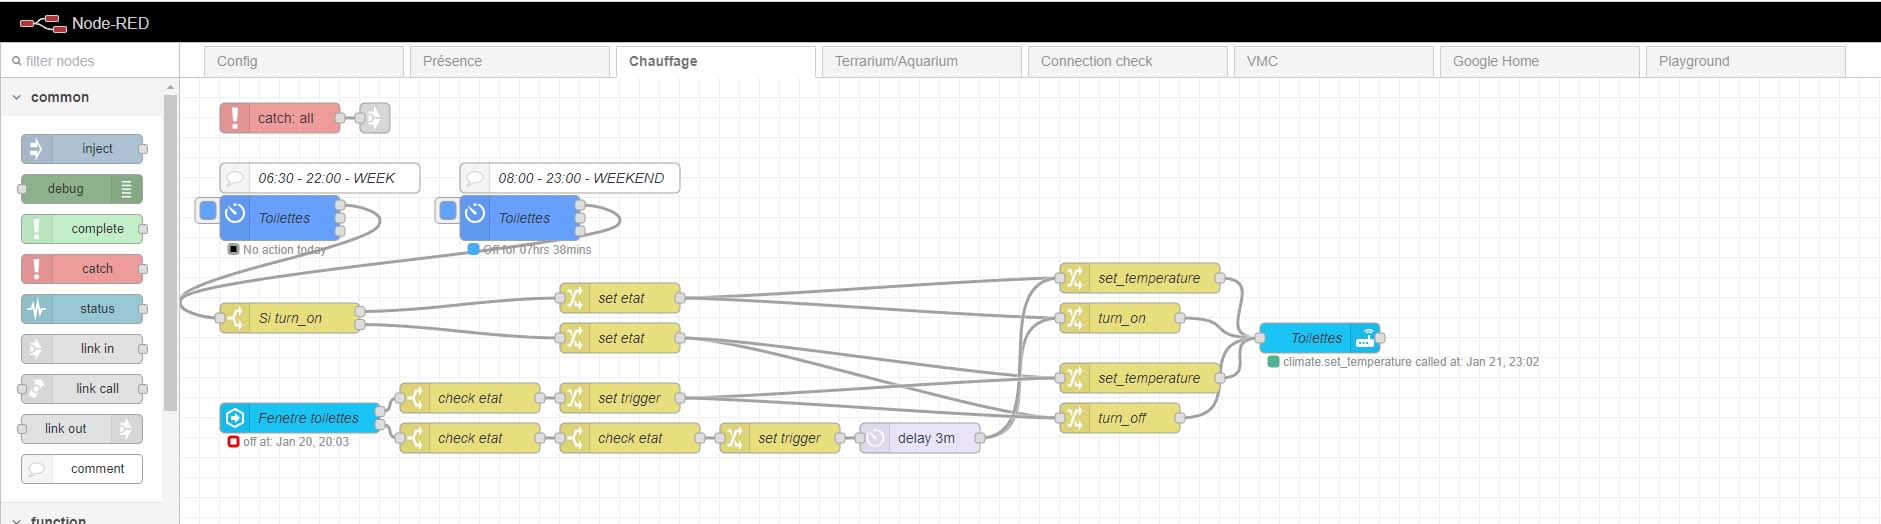 Node-RED
filter nodes
Config
Présence
Chauffage
Terrarium/Aquarium
Connection check
VMC
Google Home
Playground
common
inject
debug
complete
catch
status
link in
link call
link out
comment
function
catch: all
06:30 - 22:00 - WEEK
08:00 - 23:00 - WEEKEND
Toilettes
Toilettes
No action today
Off for 07hrs 38mins
Si turn_on
set etat
set etat
set_temperature
turn_on
set_temperature
turn_off
Toilettes
climate.set_temperature called at: Jan 21, 23:02
Fenetre toilettes
off at: Jan 20, 20:03
check etat
set trigger
check etat
check etat
set trigger
delay 3m